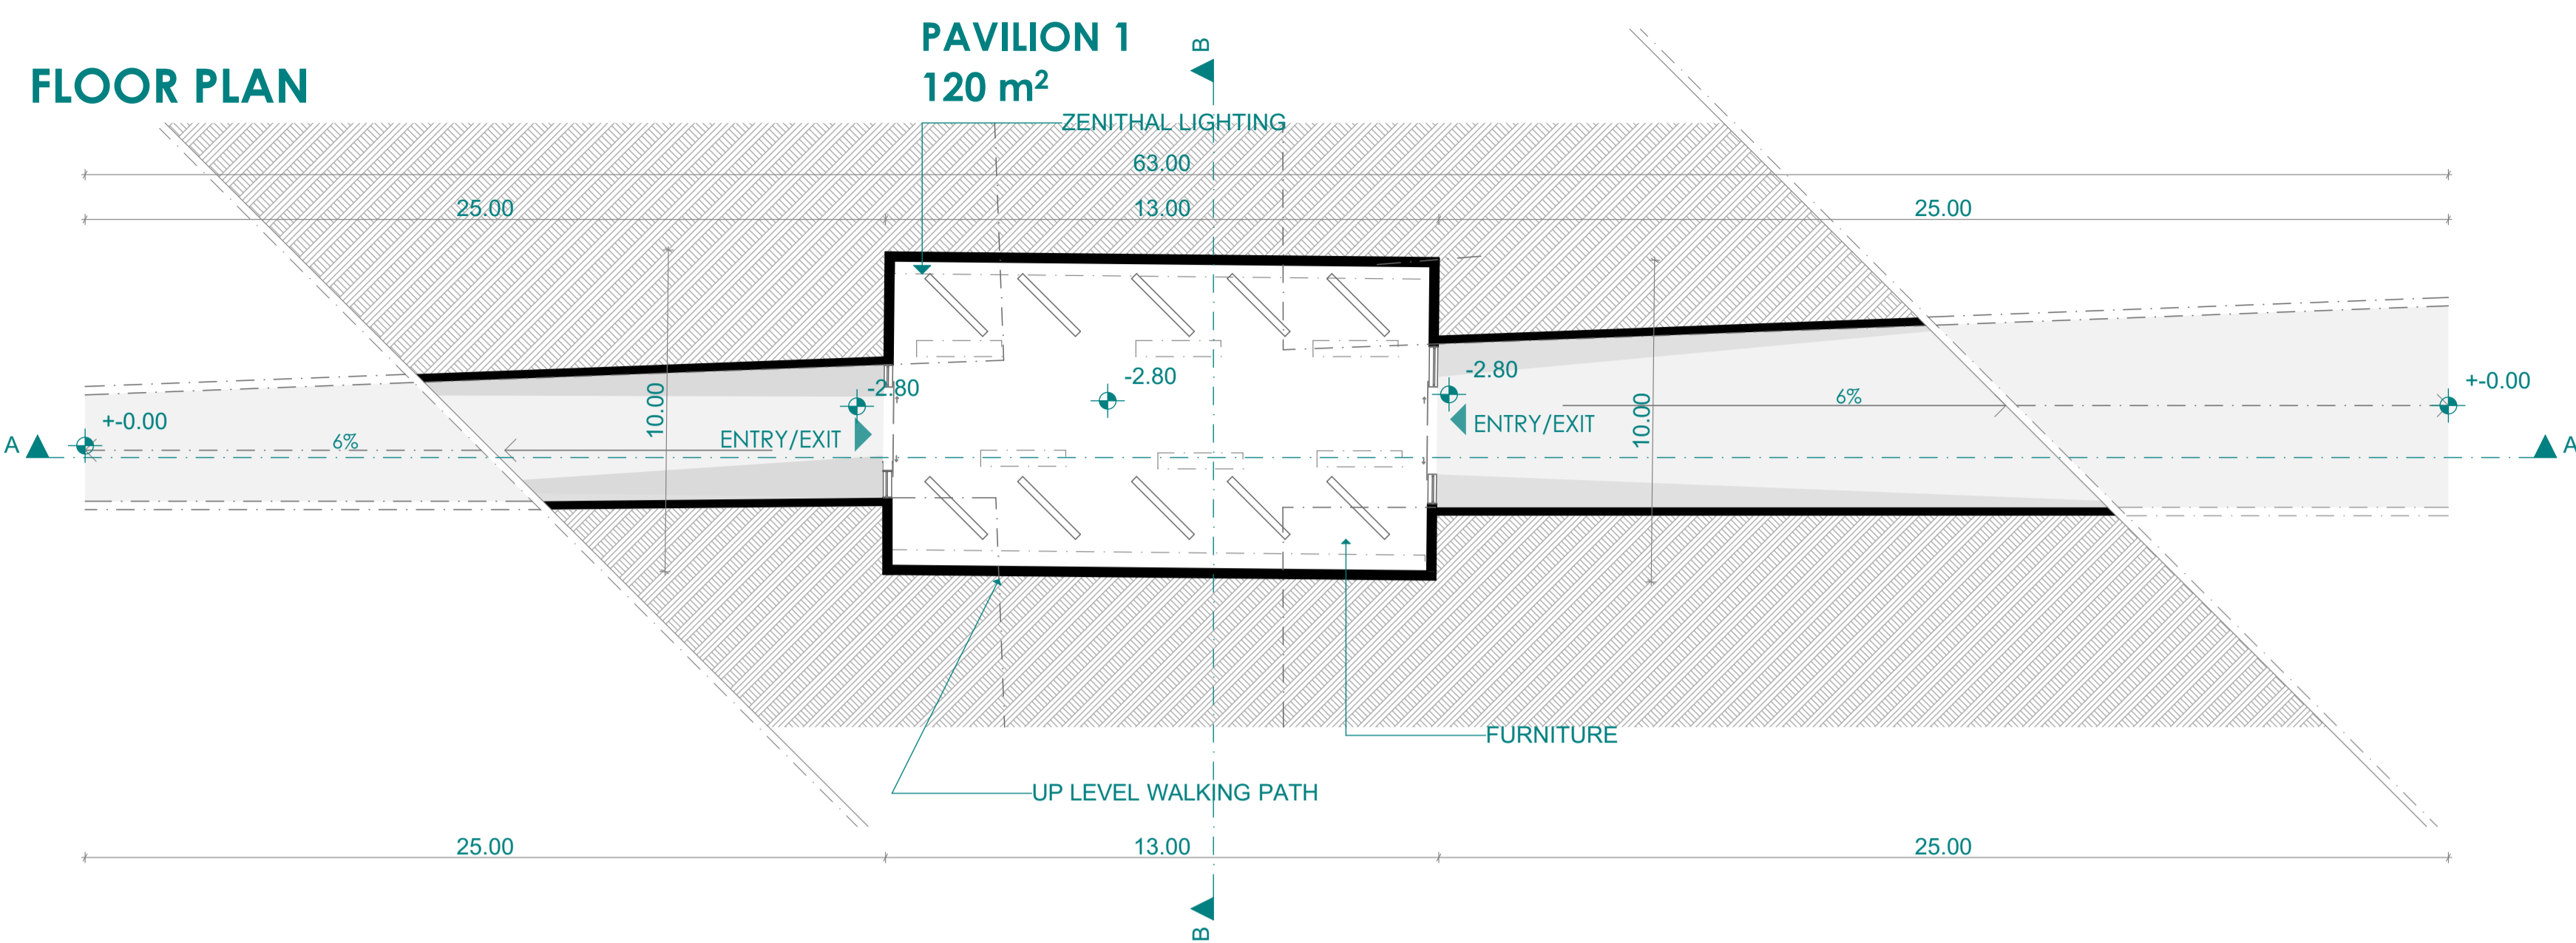 PAVILION 1
120 m²
FLOOR PLAN
B
ZENITHAL LIGHTING
63.00
25.00
13.00
25.00
-2.80
-2.80
-2.80
+-0.00
10.00
10.00
6%
+-0.00
ENTRY/EXIT
ENTRY/EXIT
A
6%
A
FURNITURE
UP LEVEL WALKING PATH
25.00
13.00
25.00
B